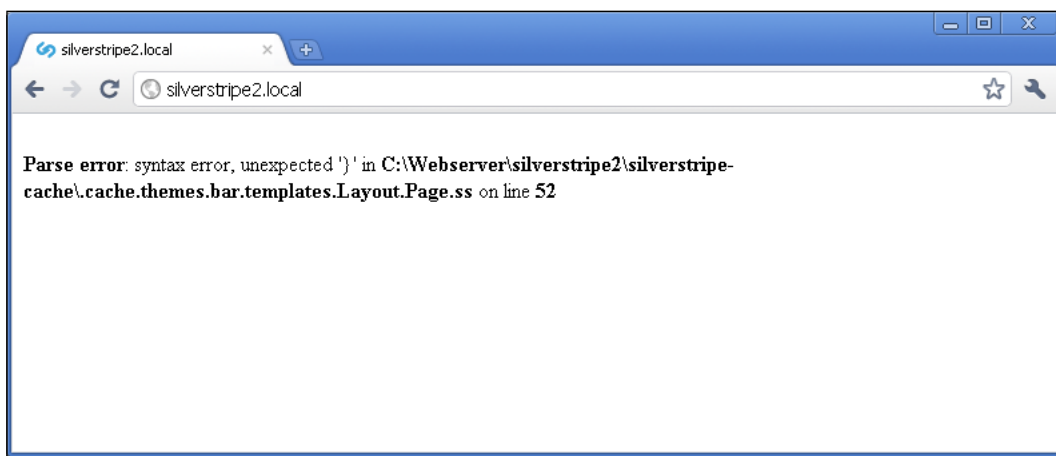 silverstripe2.local
silverstripe2.local
Parse error: syntax error, unexpected '}' in C:\Webserver\silverstripe2\silverstripe-
cache\.cache.themes.bar.templates.Layout.Page.ss on line 52